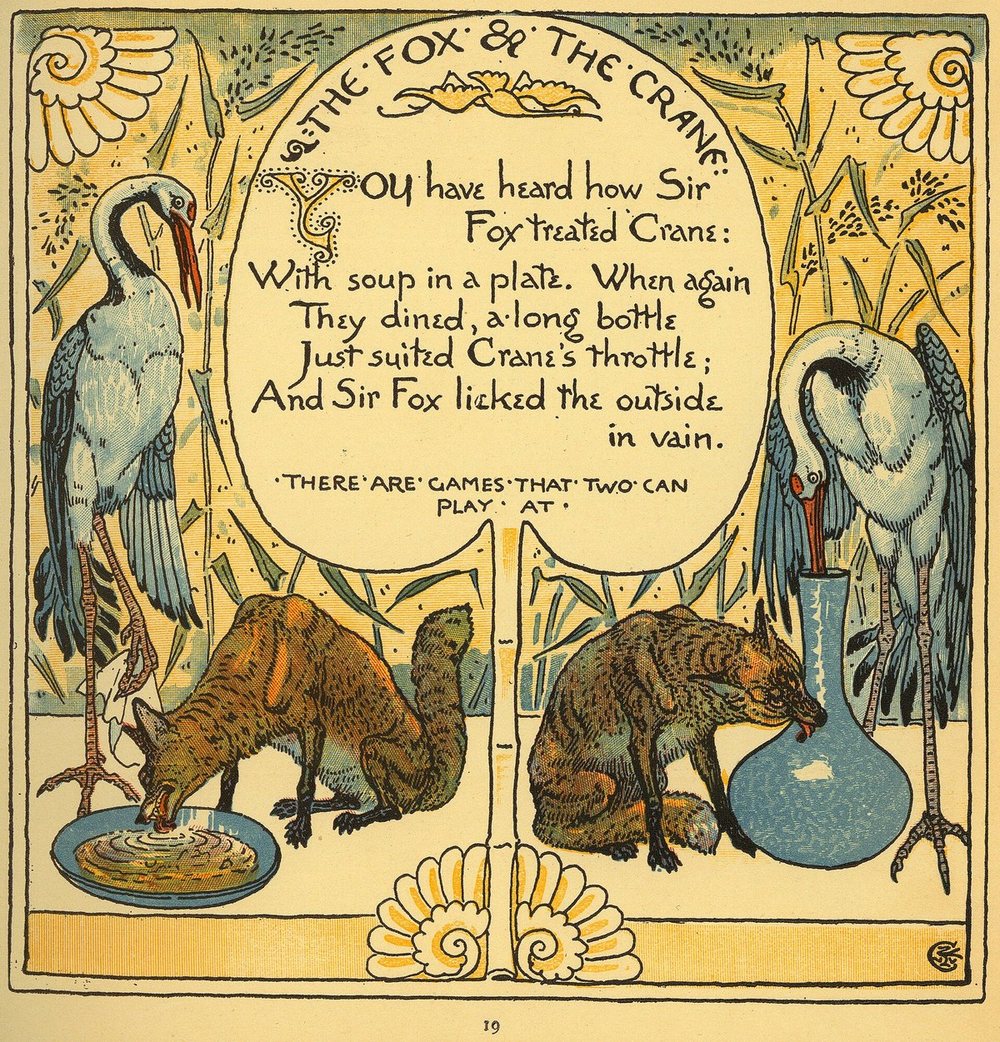 :THE·FOX·&·THE·CRANE:
YOU have heard how Sir
Fox treated Crane:
With soup in a plate. When again
They dined, a·long bottle
Just suited Crane's throttle;
And Sir Fox licked the outside
in vain.
·THERE·ARE·GAMES·THAT·TWO·CAN
PLAY·AT·
19